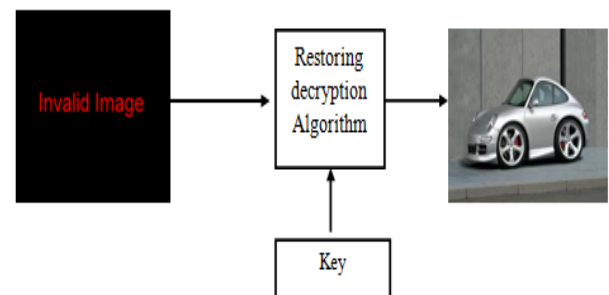 Invalid Image
Restoring
decryption
Algorithm
Key